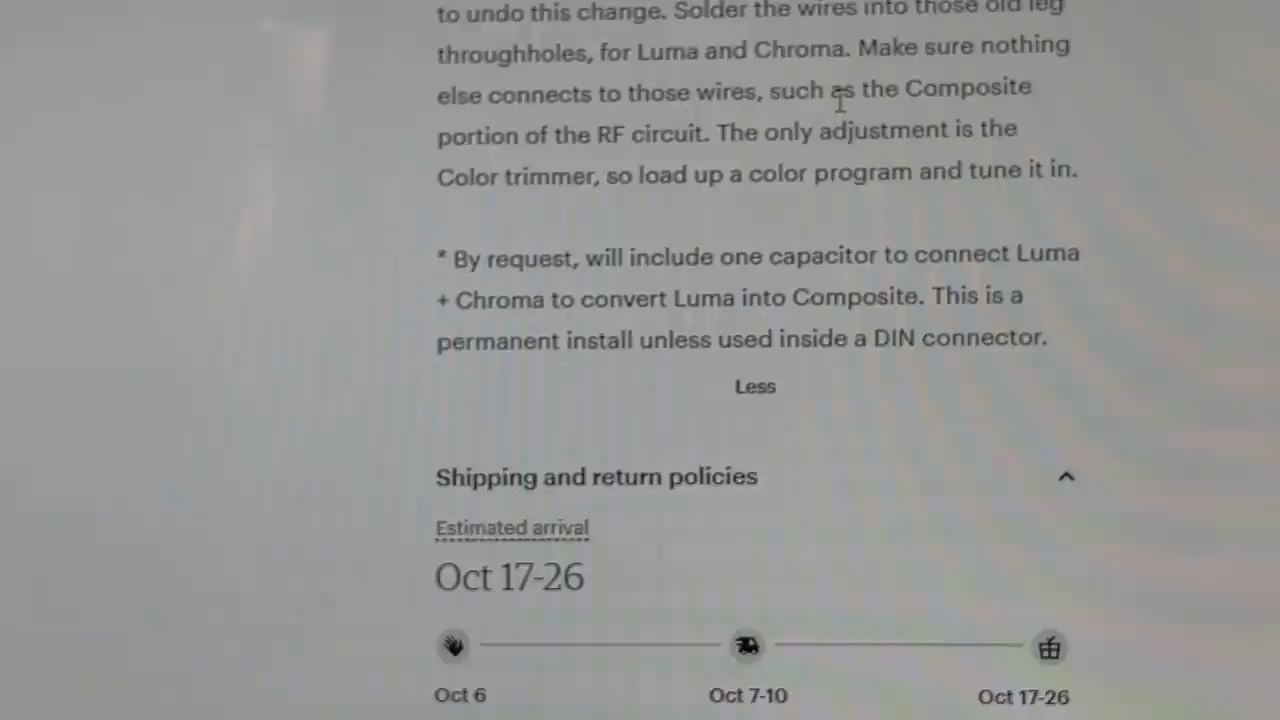 to undo this change. Solder the wires into those old leg
throughholes, for Luma and Chroma. Make sure nothing
else connects to those wires, such as the Composite
portion of the RF circuit. The only adjustment is the
Color trimmer, so load up a color program and tune it in.
* By request, will include one capacitor to connect Luma
+ Chroma to convert Luma into Composite. This is a
permanent install unless used inside a DIN connector.
Less
Shipping and return policies
Estimated arrival
Oct 17-26
Oct 6 Oct 7-10 Oct 17-26